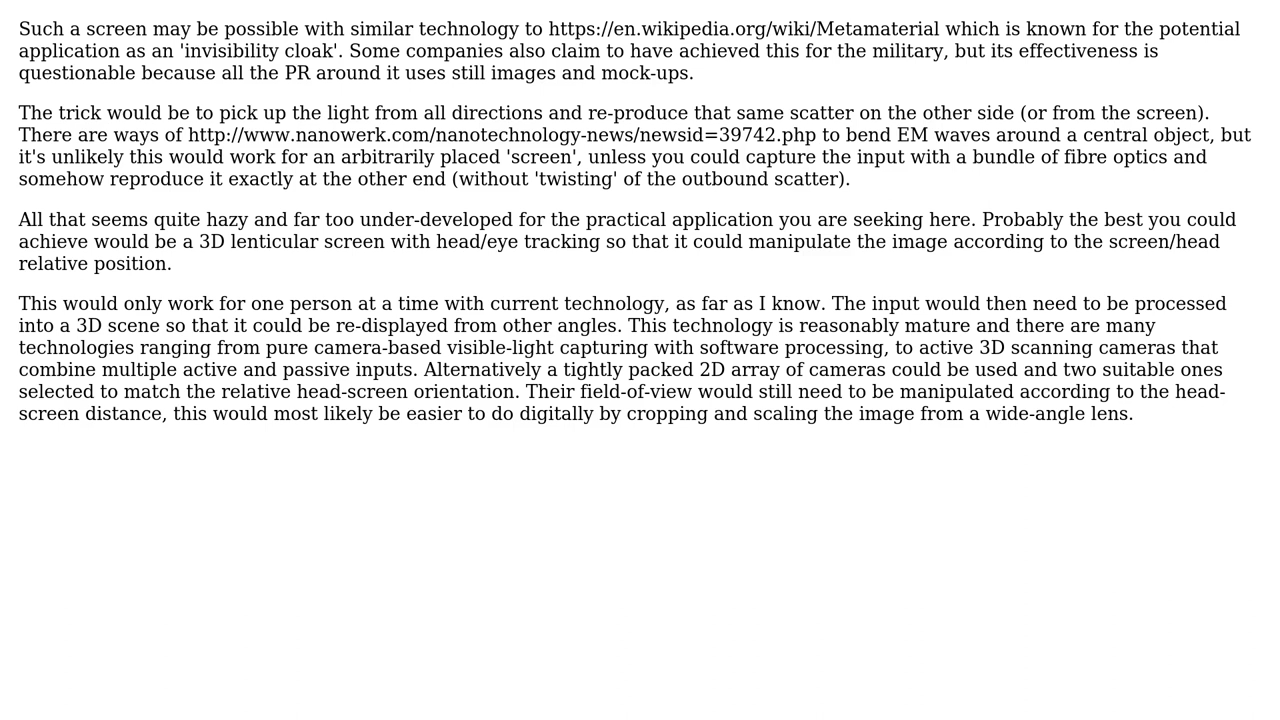 Such a screen may be possible with similar technology to https://en.wikipedia.org/wiki/Metamaterial which is known for the potential
application as an 'invisibility cloak'. Some companies also claim to have achieved this for the military, but its effectiveness is
questionable because all the PR around it uses still images and mock-ups.
The trick would be to pick up the light from all directions and re-produce that same scatter on the other side (or from the screen).
There are ways of http://www.nanowerk.com/nanotechnology-news/newsid=39742.php to bend EM waves around a central object, but
it's unlikely this would work for an arbitrarily placed 'screen', unless you could capture the input with a bundle of fibre optics and
somehow reproduce it exactly at the other end (without 'twisting' of the outbound scatter).
All that seems quite hazy and far too under-developed for the practical application you are seeking here. Probably the best you could
achieve would be a 3D lenticular screen with head/eye tracking so that it could manipulate the image according to the screen/head
relative position.
This would only work for one person at a time with current technology, as far as I know. The input would then need to be processed
into a 3D scene so that it could be re-displayed from other angles. This technology is reasonably mature and there are many
technologies ranging from pure camera-based visible-light capturing with software processing, to active 3D scanning cameras that
combine multiple active and passive inputs. Alternatively a tightly packed 2D array of cameras could be used and two suitable ones
selected to match the relative head-screen orientation. Their field-of-view would still need to be manipulated according to the head-
screen distance, this would most likely be easier to do digitally by cropping and scaling the image from a wide-angle lens.